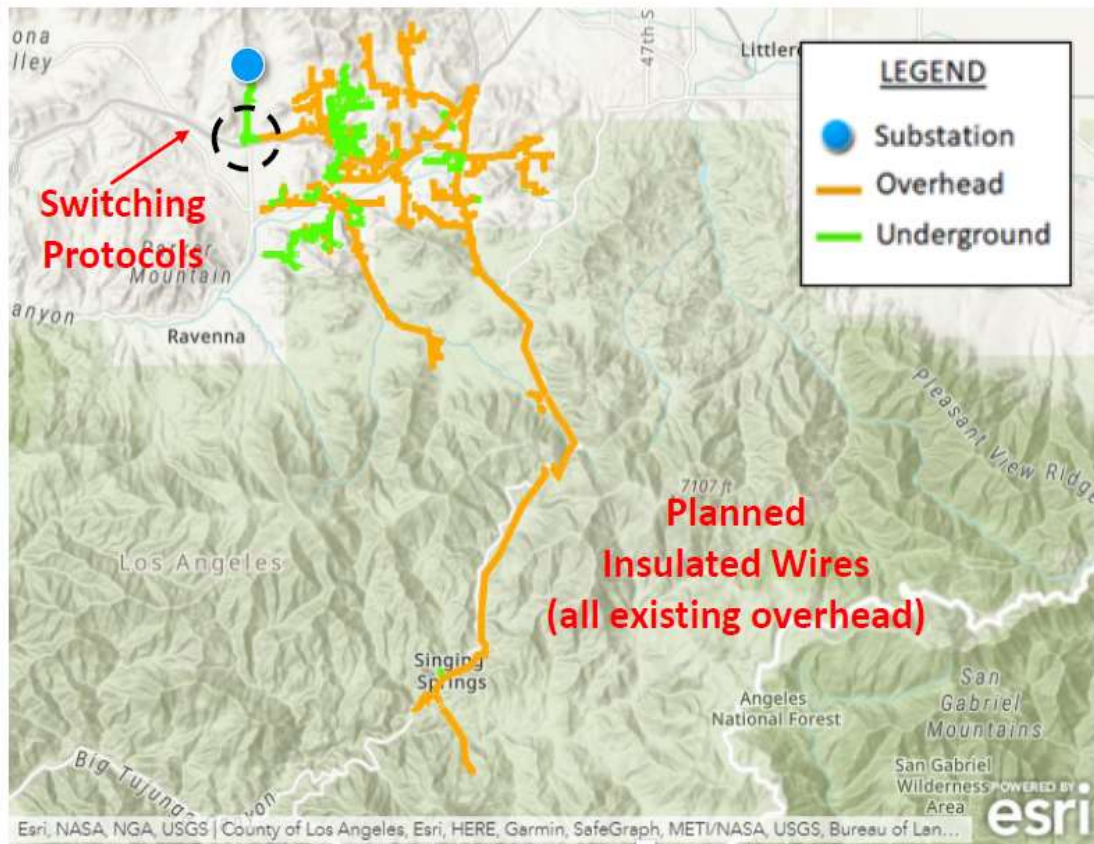 ona
lley
47th S
Littler
LEGEND
Substation
Overhead
Underground
Switching
Protocols
Mountain
anyon
Ravenna
Pleasant View Ridge
7107 ft
Planned
Insulated Wires
(all existing overhead)
Los Angeles
Singing
Springs
Angeles
National Forest
San
Gabriel
Mountains
San Gabriel
Wilderness
Area
Big Tujunga
POWERED BY
esri
Esri, NASA, NGA, USGS | County of Los Angeles, Esri, HERE, Garmin, SafeGraph, METI/NASA, USGS, Bureau of Lan...